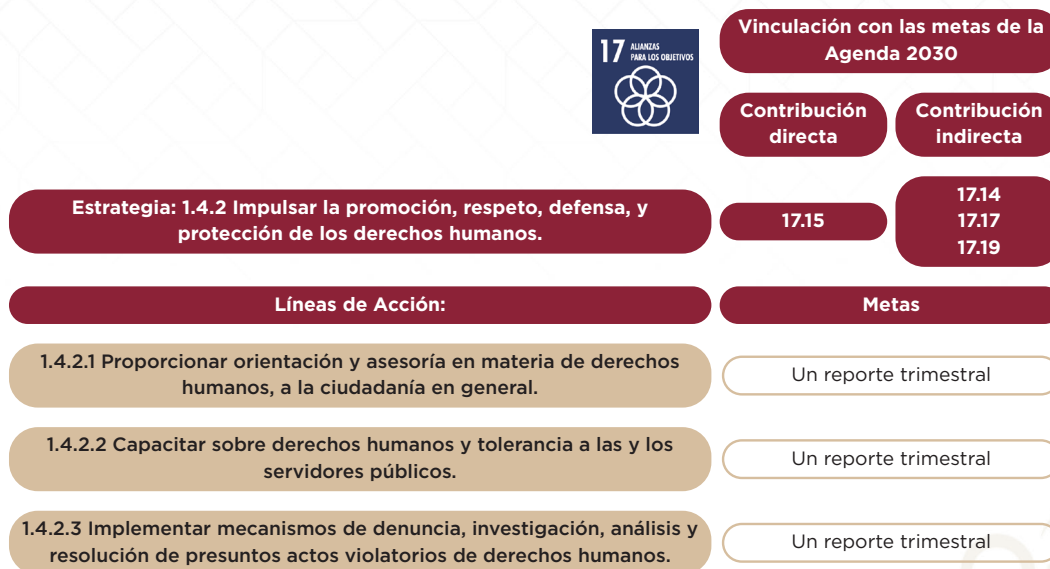 17 ALIANZAS
PARA LOS OBJETIVOS
Vinculación con las metas de la
Agenda 2030
Contribución
directa
Contribución
indirecta
Estrategia: 1.4.2 Impulsar la promoción, respeto, defensa, y
protección de los derechos humanos.
17.15
17.14
17.17
17.19
Líneas de Acción:
Metas
1.4.2.1 Proporcionar orientación y asesoría en materia de derechos
humanos, a la ciudadanía en general.
Un reporte trimestral
1.4.2.2 Capacitar sobre derechos humanos y tolerancia a las y los
servidores públicos.
Un reporte trimestral
1.4.2.3 Implementar mecanismos de denuncia, investigación, análisis y
resolución de presuntos actos violatorios de derechos humanos.
Un reporte trimestral